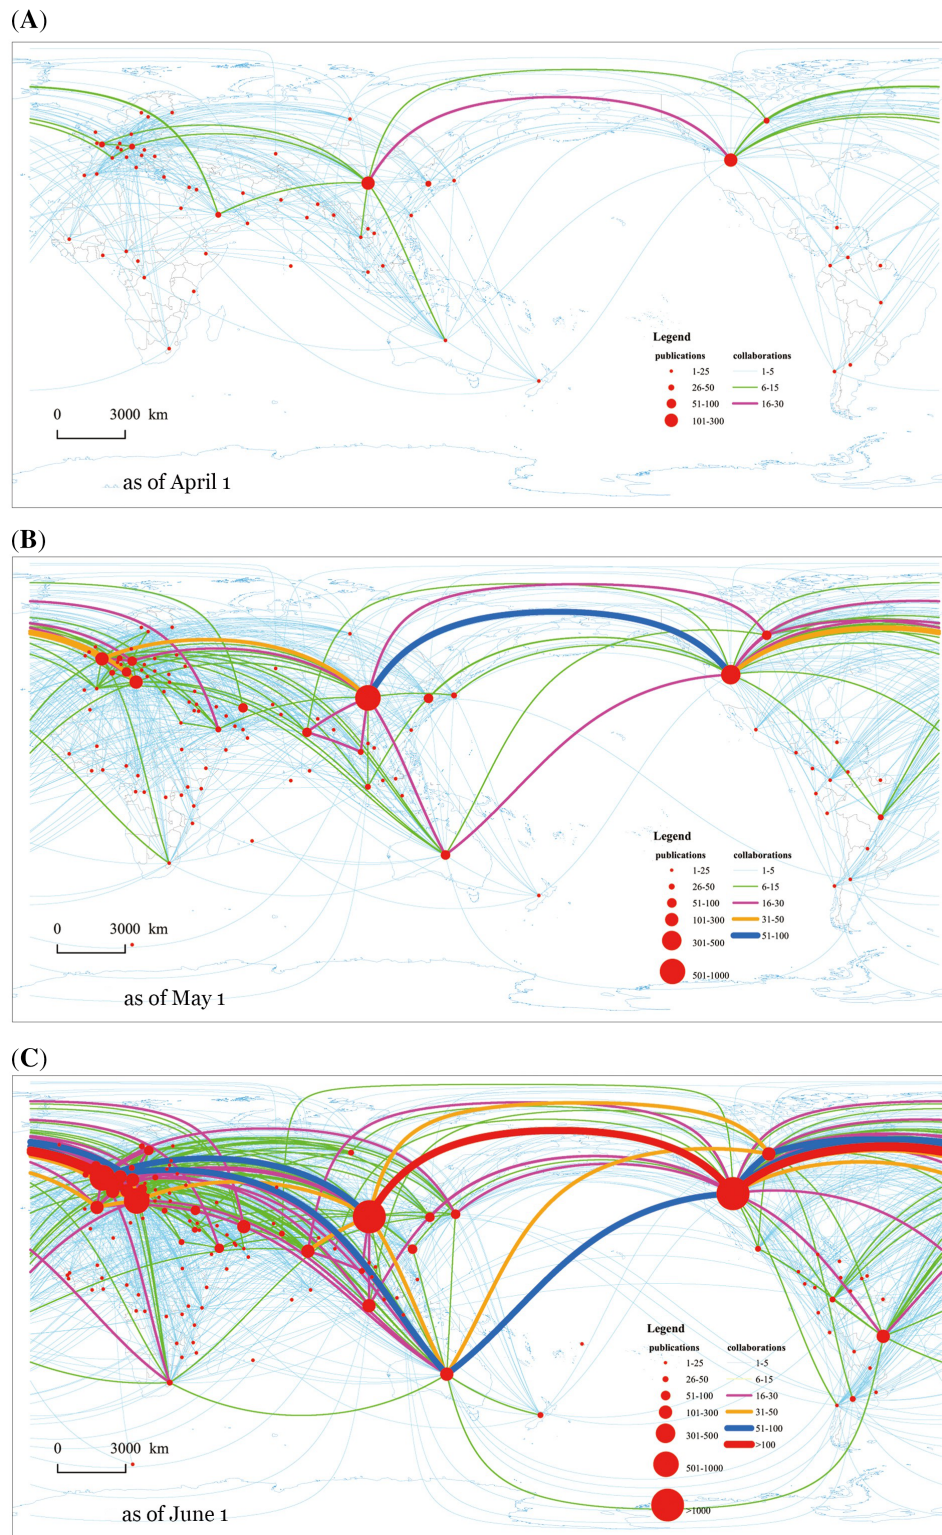 (A)
Legend
publications collaborations
1-25 1-5
26-50 6-15
51-100 16-30
101-300
0 3000 km
as of April 1
(B)
Legend
publications collaborations
1-25 1-5
26-50 6-15
51-100 16-30
101-300 31-50
301-500 51-100
501-1000
0 3000 km
as of May 1
(C)
Legend
publications collaborations
1-25 1-5
26-50 6-15
51-100 16-30
101-300 31-50
301-500 51-100
>100
501-1000
>1000
0 3000 km
as of June 1